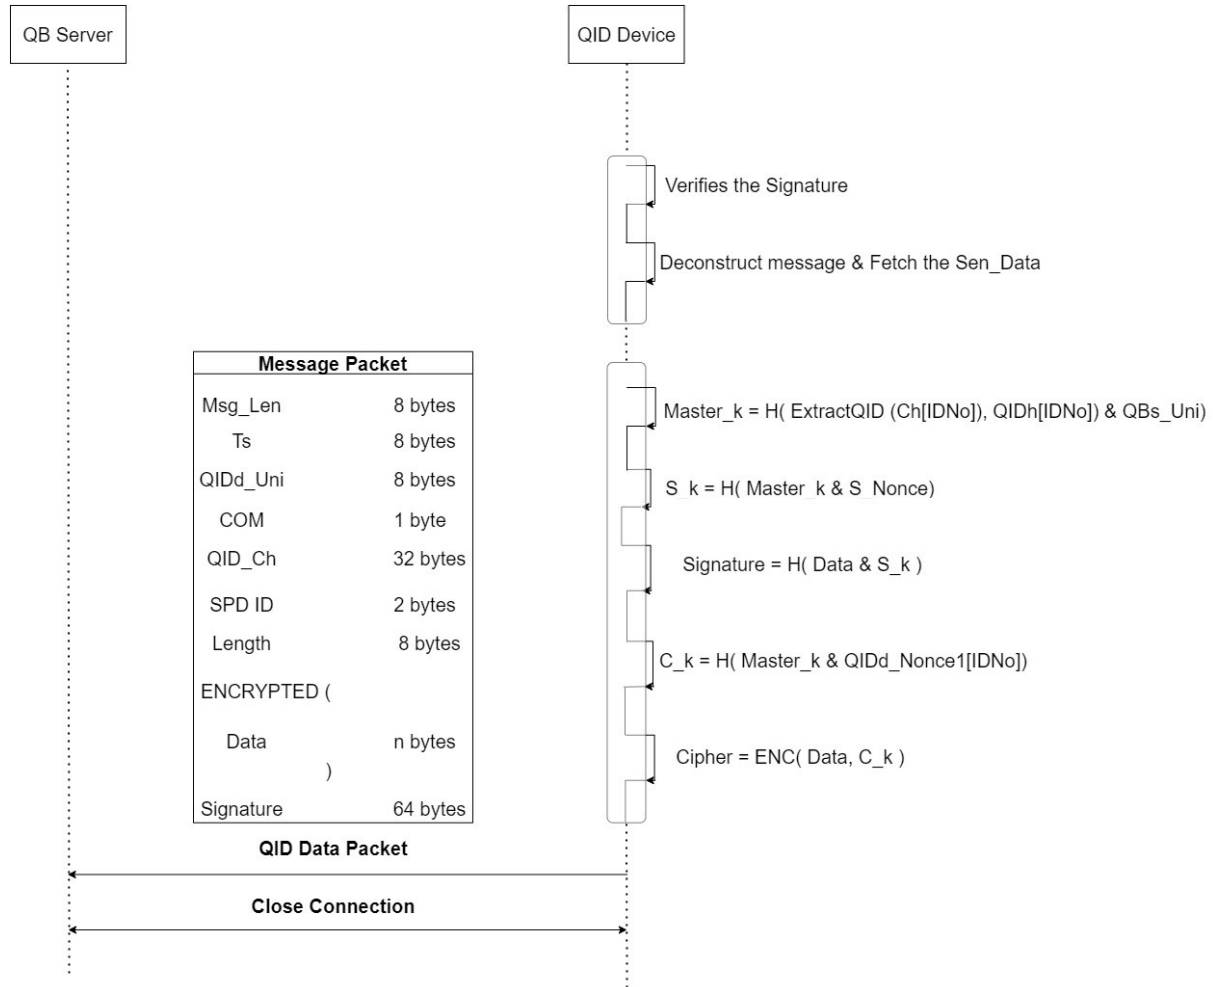 QB Server
QID Device
Verifies the Signature
Deconstruct message & Fetch the Sen_Data
Message Packet
Msg_Len 8 bytes
Ts 8 bytes
QIDd_Uni 8 bytes
COM 1 byte
QID_Ch 32 bytes
SPD ID 2 bytes
Length 8 bytes
ENCRYPTED (
Data n bytes
)
Signature 64 bytes
Master_k = H( ExtractQID (Ch[IDNo]), QIDh[IDNo]) & QBs_Uni)
S_k = H( Master_k & S_Nonce)
Signature = H( Data & S_k )
C_k = H( Master_k & QIDd_Nonce1[IDNo])
Cipher = ENC( Data, C_k )
QID Data Packet
Close Connection